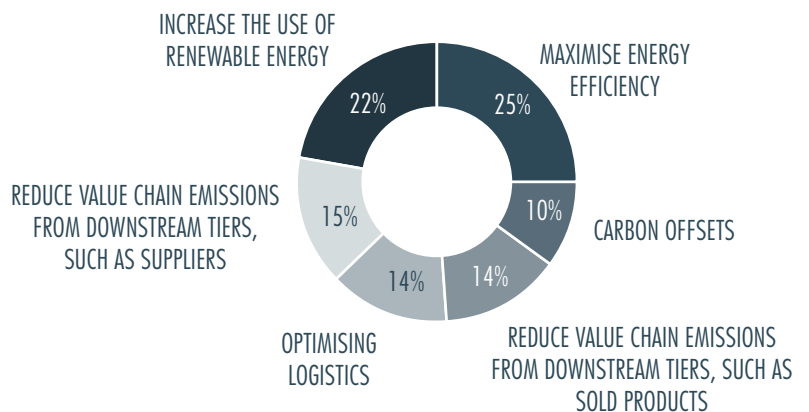 INCREASE THE USE OF
RENEWABLE ENERGY
MAXIMISE ENERGY
EFFICIENCY
22%
25%
REDUCE VALUE CHAIN EMISSIONS
FROM DOWNSTREAM TIERS,
SUCH AS SUPPLIERS
15%
10%
CARBON OFFSETS
14%
14%
OPTIMISING
LOGISTICS
REDUCE VALUE CHAIN EMISSIONS
FROM DOWNSTREAM TIERS, SUCH AS
SOLD PRODUCTS